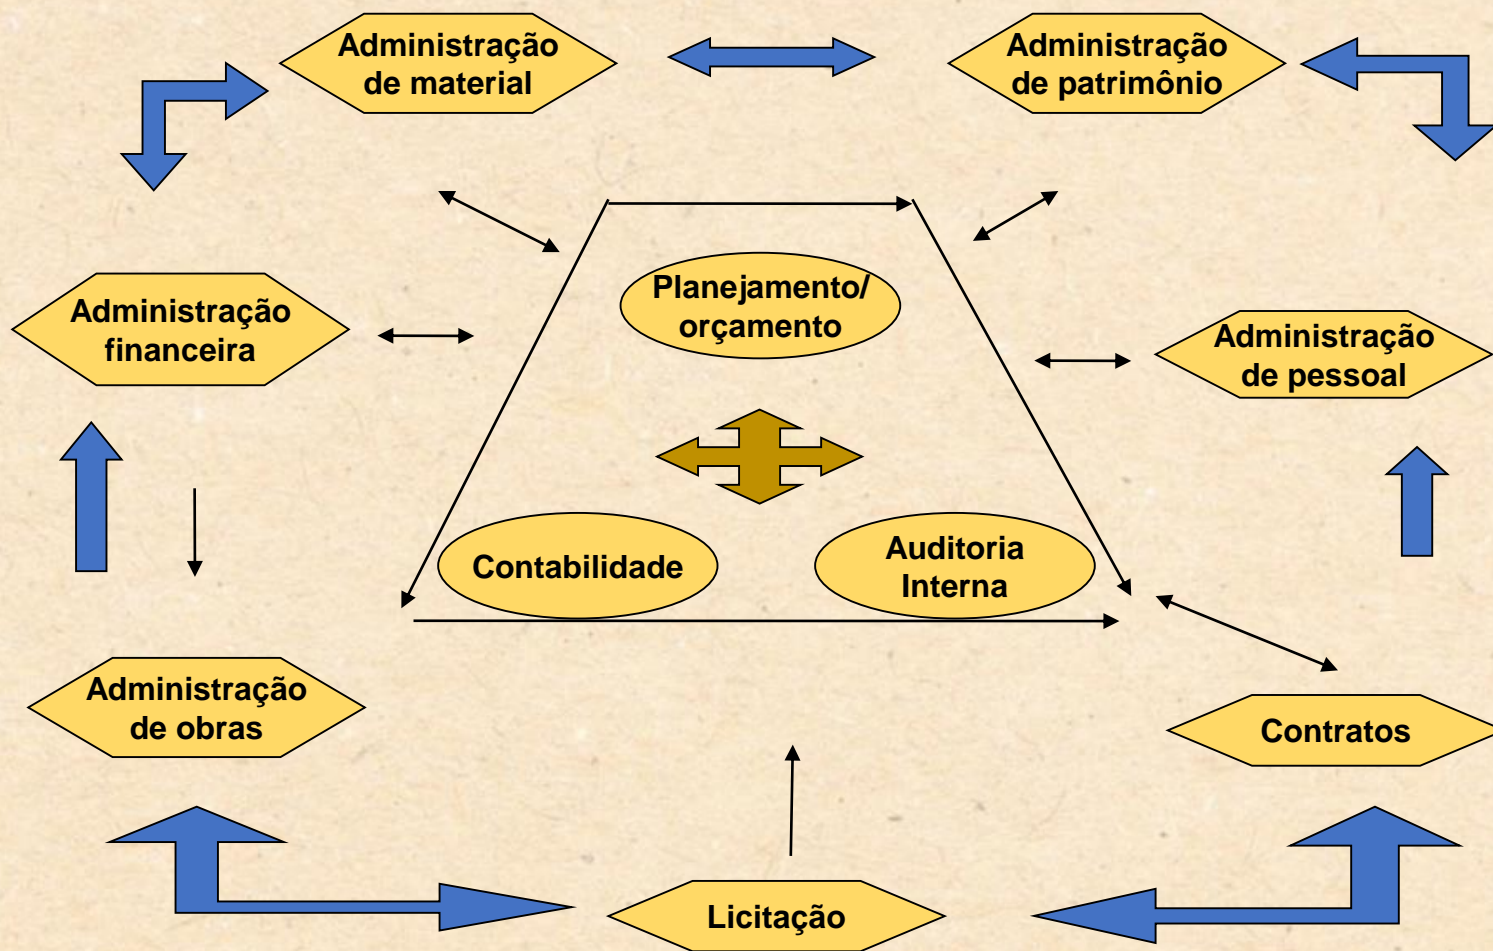 Administração
de material
Administração
de patrimônio
Planejamento/
orçamento
Administração
financeira
Administração
de pessoal
Contabilidade
Auditoria
Interna
Administração
de obras
Contratos
Licitação